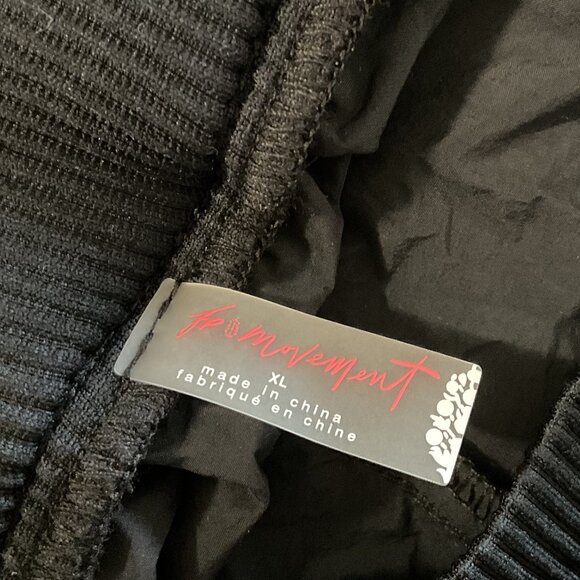 fp movement
XL
made in china
fabriqué en chine